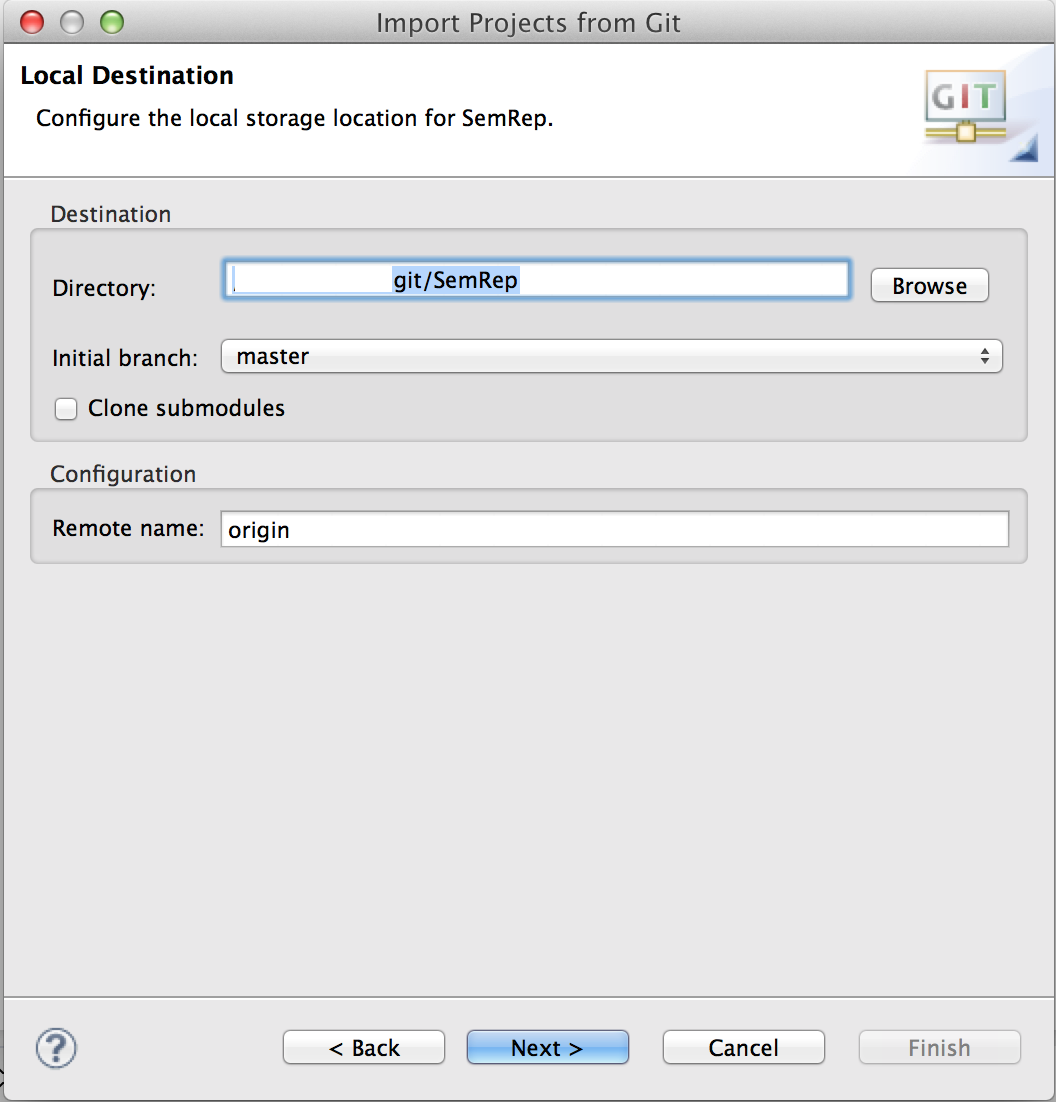 Import Projects from Git
Local Destination
Configure the local storage location for SemRep.
GIT
Destination
Directory:
git/SemRep
Browse
Initial branch:
master
Clone submodules
Configuration
Remote name:
origin
?
< Back
Next >
Cancel
Finish